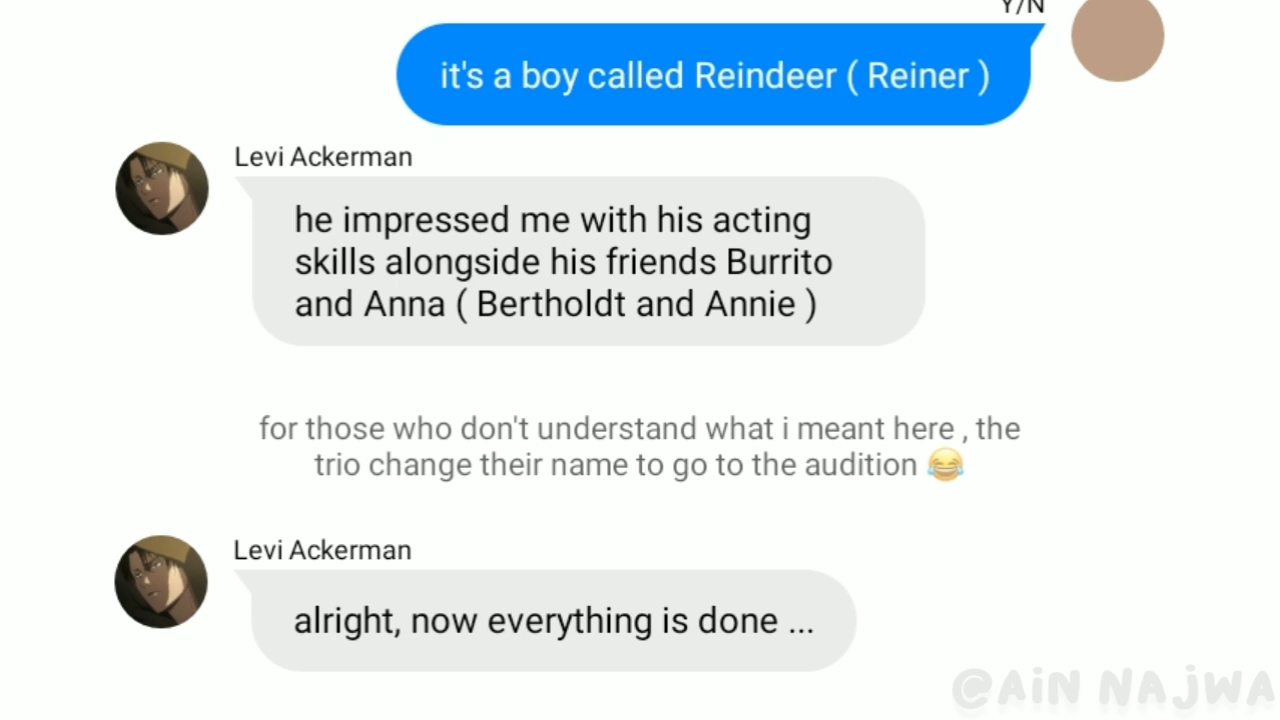 Y/N
it's a boy called Reindeer ( Reiner )
Levi Ackerman
he impressed me with his acting
skills alongside his friends Burrito
and Anna ( Bertholdt and Annie )
for those who don't understand what i meant here , the
trio change their name to go to the audition 😂
Levi Ackerman
alright, now everything is done ...
@AiN NAjWA